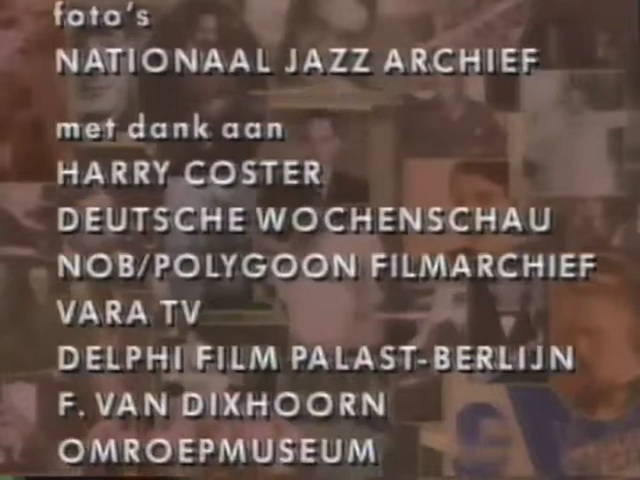 foto's
NATIONAAL JAZZ ARCHIEF
met dank aan
HARRY COSTER
DEUTSCHE WOCHENSCHAU
NOB/POLYGOON FILMARCHIEF
VARA TV
DELPHI FILM PALAST-BERLIJN
F. VAN DIXHOORN
OMROEPMUSEUM